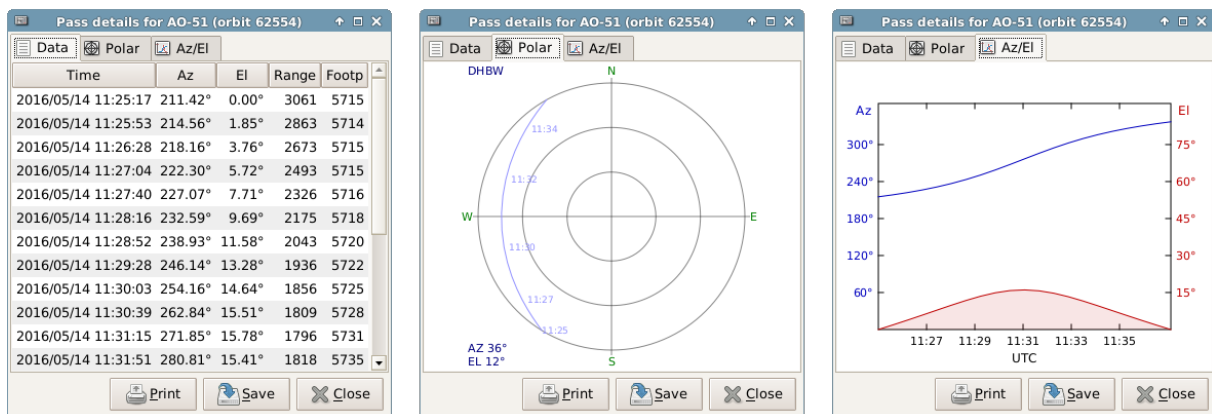 Pass details for AO-51 (orbit 62554)
Data Polar Az/El
Time Az El Range Footp
2016/05/14 11:25:17 211.42° 0.00° 3061 5715
2016/05/14 11:25:53 214.56° 1.85° 2863 5714
2016/05/14 11:26:28 218.16° 3.76° 2673 5715
2016/05/14 11:27:04 222.30° 5.72° 2493 5715
2016/05/14 11:27:40 227.07° 7.71° 2326 5716
2016/05/14 11:28:16 232.59° 9.69° 2175 5718
2016/05/14 11:28:52 238.93° 11.58° 2043 5720
2016/05/14 11:29:28 246.14° 13.28° 1936 5722
2016/05/14 11:30:03 254.16° 14.64° 1856 5725
2016/05/14 11:30:39 262.84° 15.51° 1809 5728
2016/05/14 11:31:15 271.85° 15.78° 1796 5731
2016/05/14 11:31:51 280.81° 15.41° 1818 5735
Print Save Close
Pass details for AO-51 (orbit 62554)
Data Polar Az/El
DHBW
N
11:34
11:32
W
E
11:30
11:27
11:25
AZ 36°
EL 12°
S
Print Save Close
Pass details for AO-51 (orbit 62554)
Data Polar Az/El
Az El
300° 75°
240° 60°
180° 45°
120° 30°
60° 15°
11:27 11:29 11:31 11:33 11:35
UTC
Print Save Close